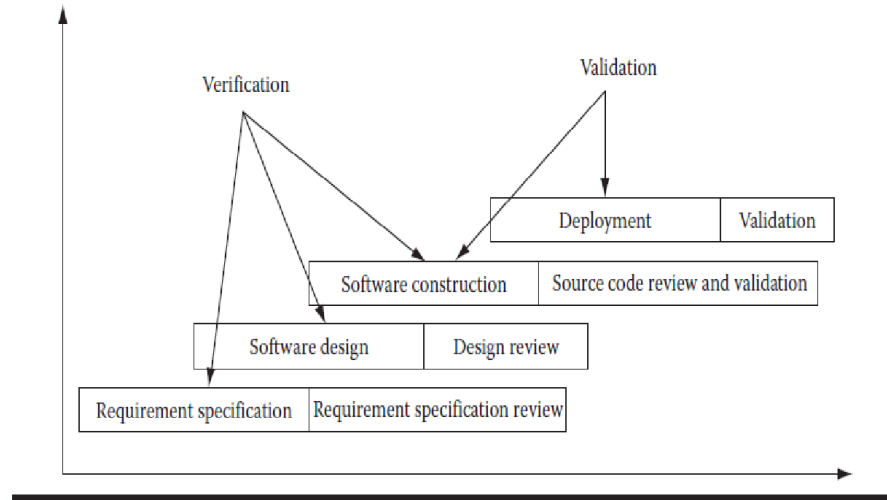 Validation
Verification
Deployment Validation
Software construction Source code review and validation
Software design Design review
Requirement specification Requirement specification review